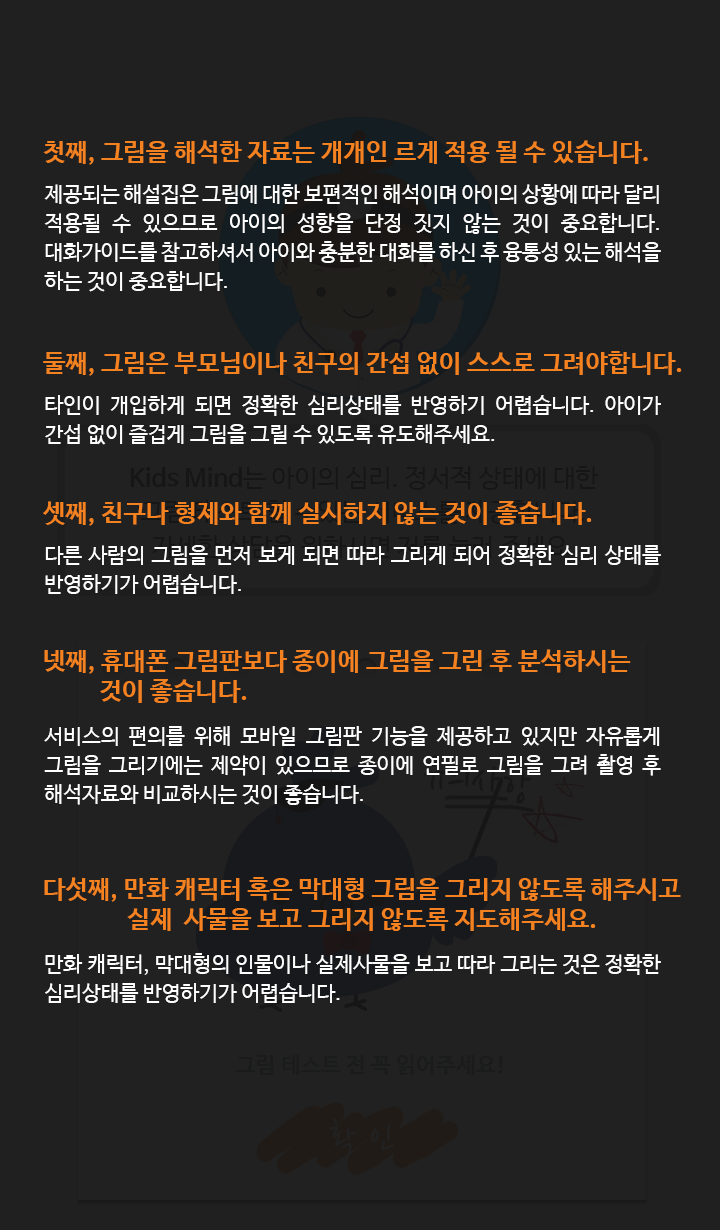 첫째, 그림을 해석한 자료는 개개인 르게 적용 될 수 있습니다.
제공되는 해설집은 그림에 대한 보편적인 해석이며 아이의 상황에 따라 달리
적용될 수 있으므로 아이의 성향을 단정 짓지 않는 것이 중요합니다.
대화가이드를 참고하셔서 아이와 충분한 대화를 하신 후 융통성 있는 해석을
하는 것이 중요합니다.
둘째, 그림은 부모님이나 친구의 간섭 없이 스스로 그려야합니다.
타인이 개입하게 되면 정확한 심리상태를 반영하기 어렵습니다. 아이가
간섭 없이 즐겁게 그림을 그릴 수 있도록 유도해주세요.
Kids Mind는 아이의 심리. 정서적 상태에 대한
셋째, 친구나 형제와 함께 실시하지 않는 것이 좋습니다.
다른 사람의 그림을 먼저 보게 되면 따라 그리게 되어 정확한 심리 상태를
반영하기가 어렵습니다.
넷째, 휴대폰 그림판보다 종이에 그림을 그린 후 분석하시는
것이 좋습니다.
서비스의 편의를 위해 모바일 그림판 기능을 제공하고 있지만 자유롭게
그림을 그리기에는 제약이 있으므로 종이에 연필로 그림을 그려 촬영 후
해석자료와 비교하시는 것이 좋습니다.
다섯째, 만화 캐릭터 혹은 막대형 그림을 그리지 않도록 해주시고
실제 사물을 보고 그리지 않도록 지도해주세요.
만화 캐릭터, 막대형의 인물이나 실제사물을 보고 따라 그리는 것은 정확한
심리상태를 반영하기가 어렵습니다.
그림 테스트 전 꼭 읽어주세요!
확 인